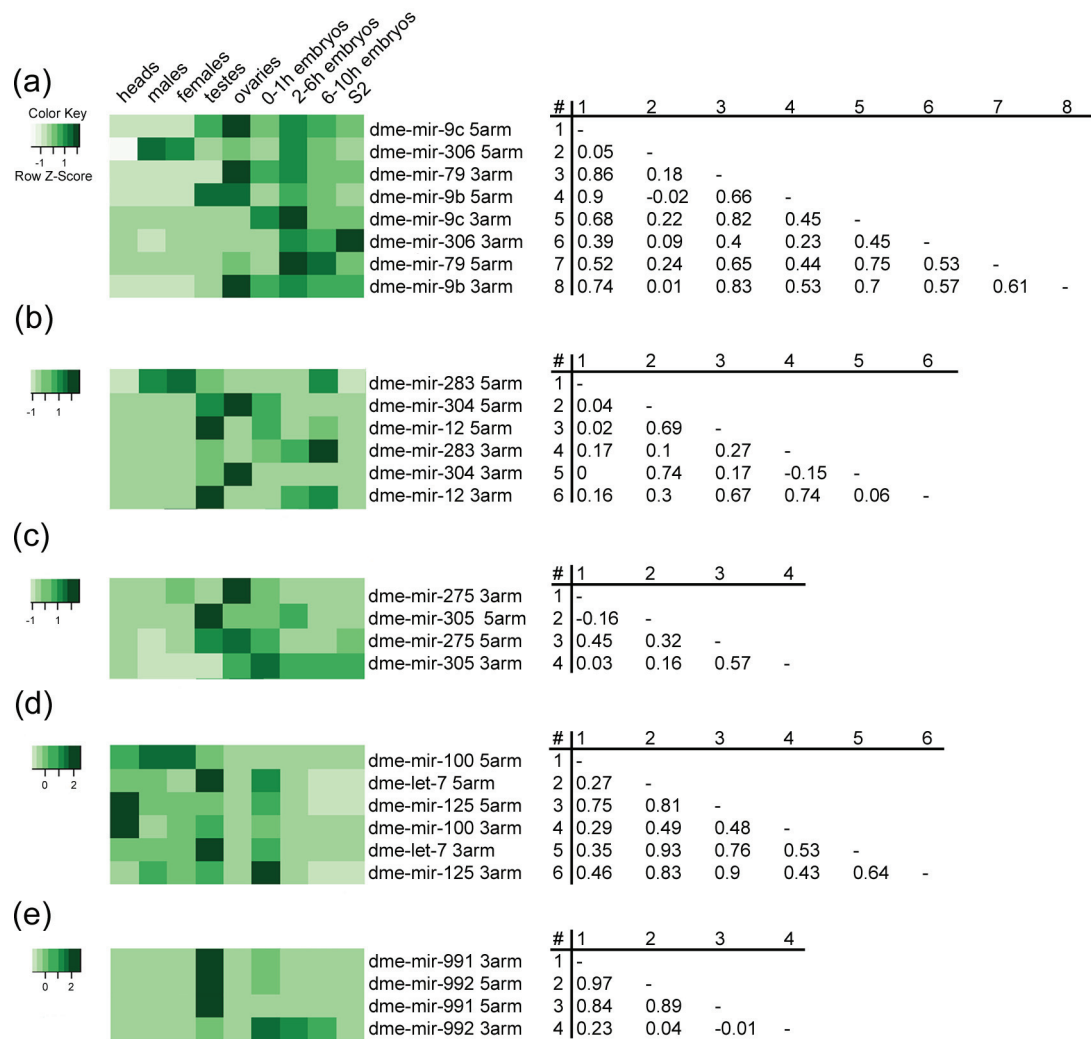 heads males females testes ovaries 0-1h embryos 2-6h embryos 6-10h embryos S2
(a)
Color Key
-1 1
Row Z-Score
# 1 2 3 4 5 6 7 8
dme-mir-9c 5arm 1 -
dme-mir-306 5arm 2 0.05 -
dme-mir-79 3arm 3 0.86 0.18 -
dme-mir-9b 5arm 4 0.9 -0.02 0.66 -
dme-mir-9c 3arm 5 0.68 0.22 0.82 0.45 -
dme-mir-306 3arm 6 0.39 0.09 0.4 0.23 0.45 -
dme-mir-79 5arm 7 0.52 0.24 0.65 0.44 0.75 0.53 -
dme-mir-9b 3arm 8 0.74 0.01 0.83 0.53 0.7 0.57 0.61 -
(b)
-1 1
# 1 2 3 4 5 6
dme-mir-283 5arm 1 -
dme-mir-304 5arm 2 0.04 -
dme-mir-12 5arm 3 0.02 0.69 -
dme-mir-283 3arm 4 0.17 0.1 0.27 -
dme-mir-304 3arm 5 0 0.74 0.17 -0.15 -
dme-mir-12 3arm 6 0.16 0.3 0.67 0.74 0.06 -
(c)
-1 1
# 1 2 3 4
dme-mir-275 3arm 1 -
dme-mir-305 5arm 2 -0.16 -
dme-mir-275 5arm 3 0.45 0.32 -
dme-mir-305 3arm 4 0.03 0.16 0.57 -
(d)
0 2
# 1 2 3 4 5 6
dme-mir-100 5arm 1 -
dme-let-7 5arm 2 0.27 -
dme-mir-125 5arm 3 0.75 0.81 -
dme-mir-100 3arm 4 0.29 0.49 0.48 -
dme-let-7 3arm 5 0.35 0.93 0.76 0.53 -
dme-mir-125 3arm 6 0.46 0.83 0.9 0.43 0.64 -
(e)
0 2
# 1 2 3 4
dme-mir-991 3arm 1 -
dme-mir-992 5arm 2 0.97 -
dme-mir-991 5arm 3 0.84 0.89 -
dme-mir-992 3arm 4 0.23 0.04 -0.01 -